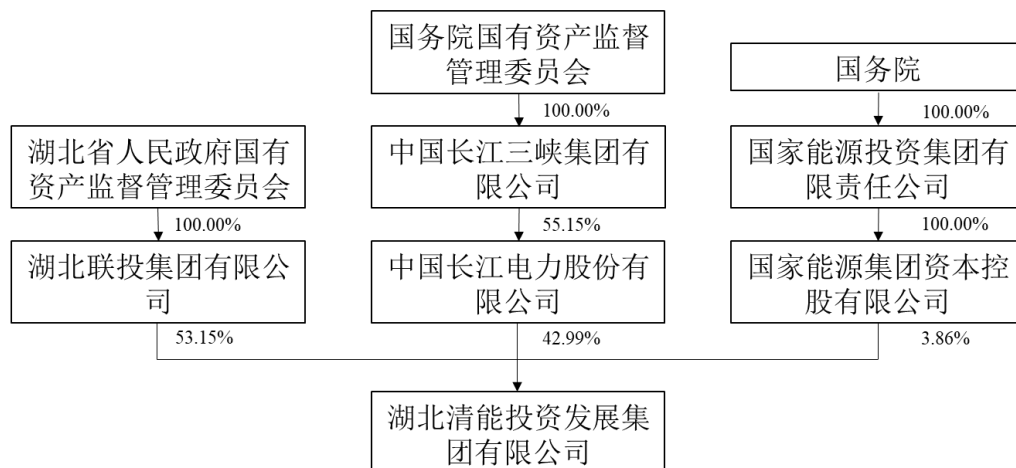 国务院国有资产监督
管理委员会
国务院
100.00%
100.00%
湖北省人民政府国有
资产监督管理委员会
中国长江三峡集团有
限公司
国家能源投资集团有
限责任公司
100.00%
55.15%
100.00%
湖北联投集团有限公
司
中国长江电力股份有
限公司
国家能源集团资本控
股有限公司
53.15%
42.99%
3.86%
湖北清能投资发展集
团有限公司